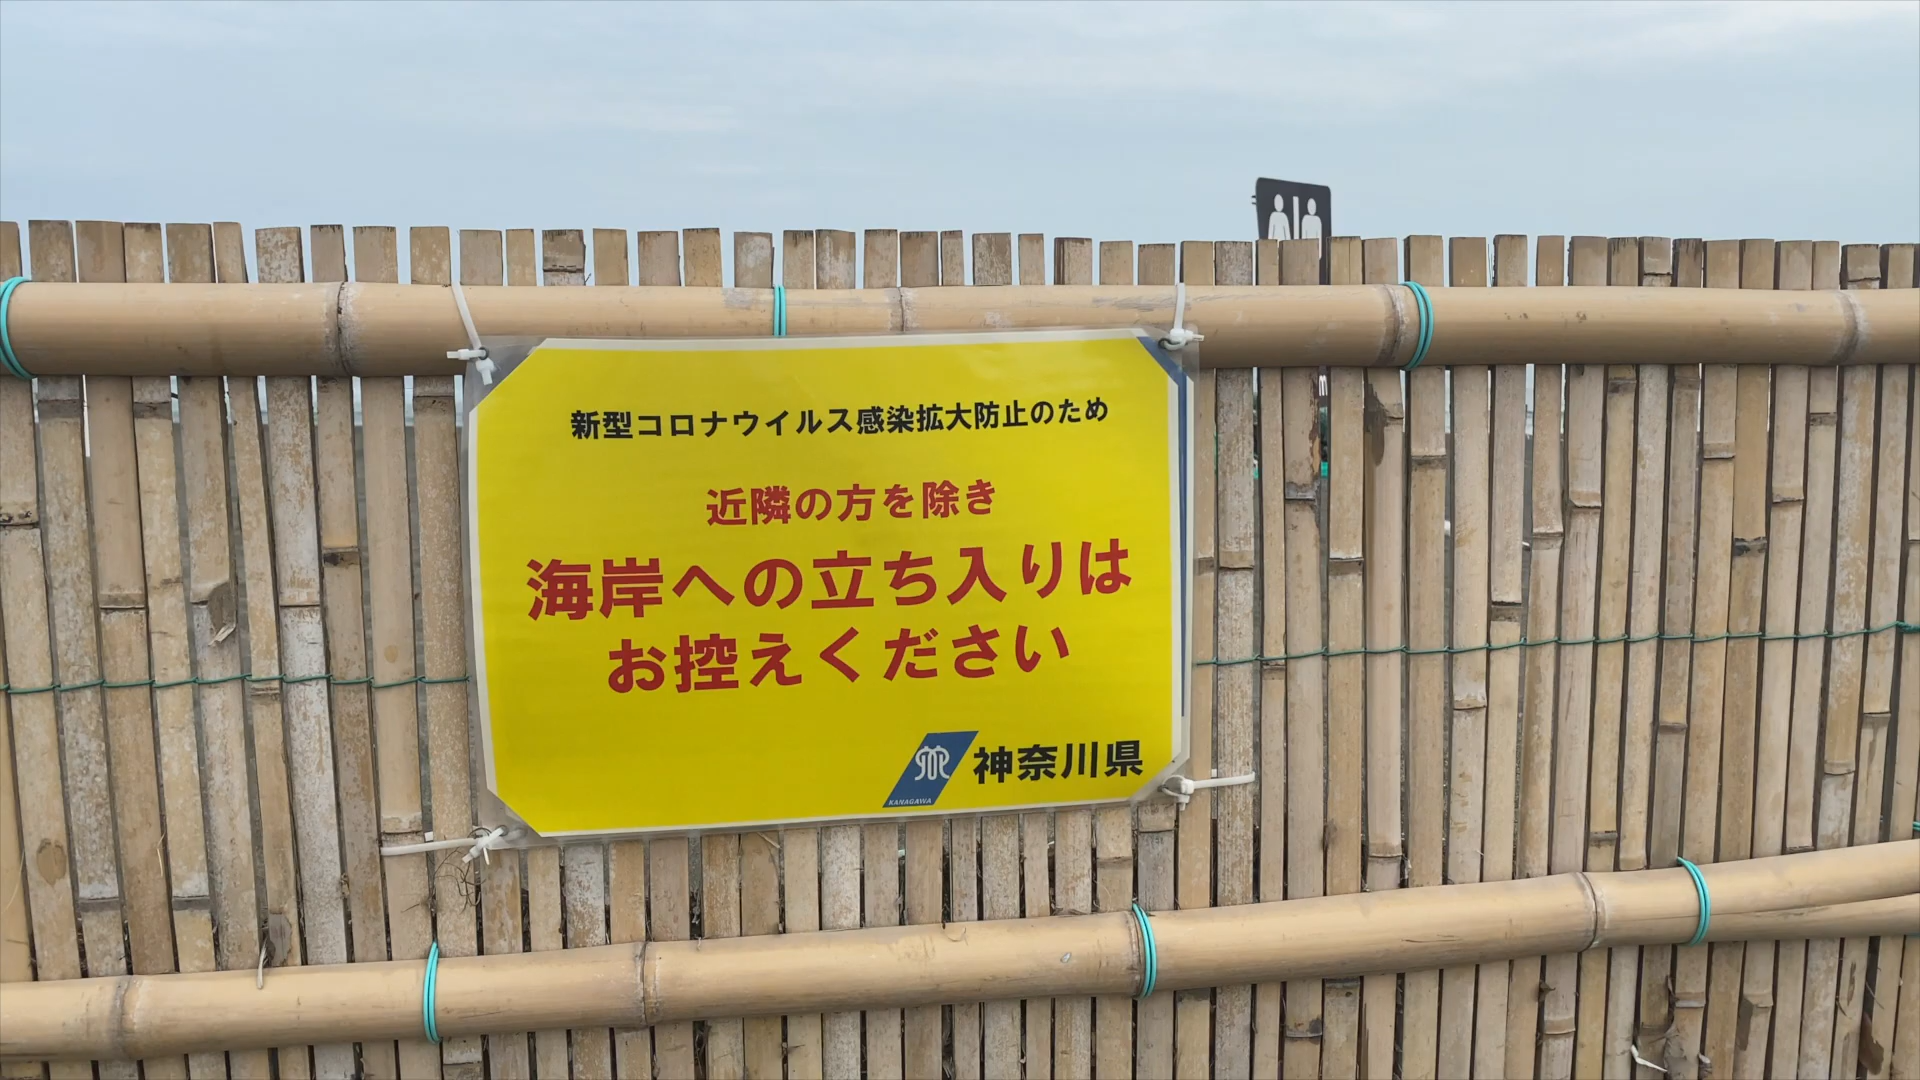 新型コロナウイルス感染拡大防止のため
近隣の方を除き
海岸への立ち入りは
お控えください
神奈川県
KANAGAWA